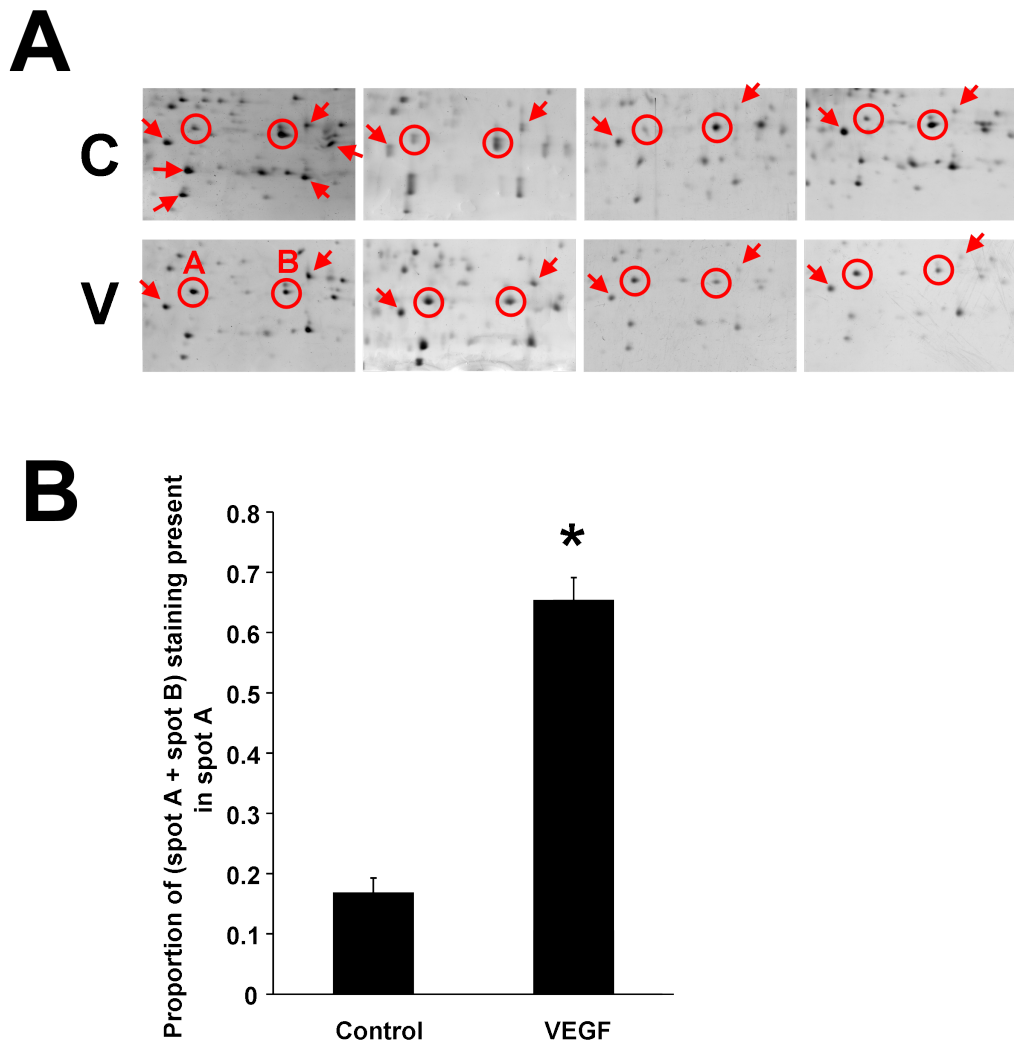 A
C
A B
V
B
Proportion of (spot A + spot B) staining present
in spot A
0.8
0.7
0.6
0.5
0.4
0.3
0.2
0.1
0
*
Control VEGF